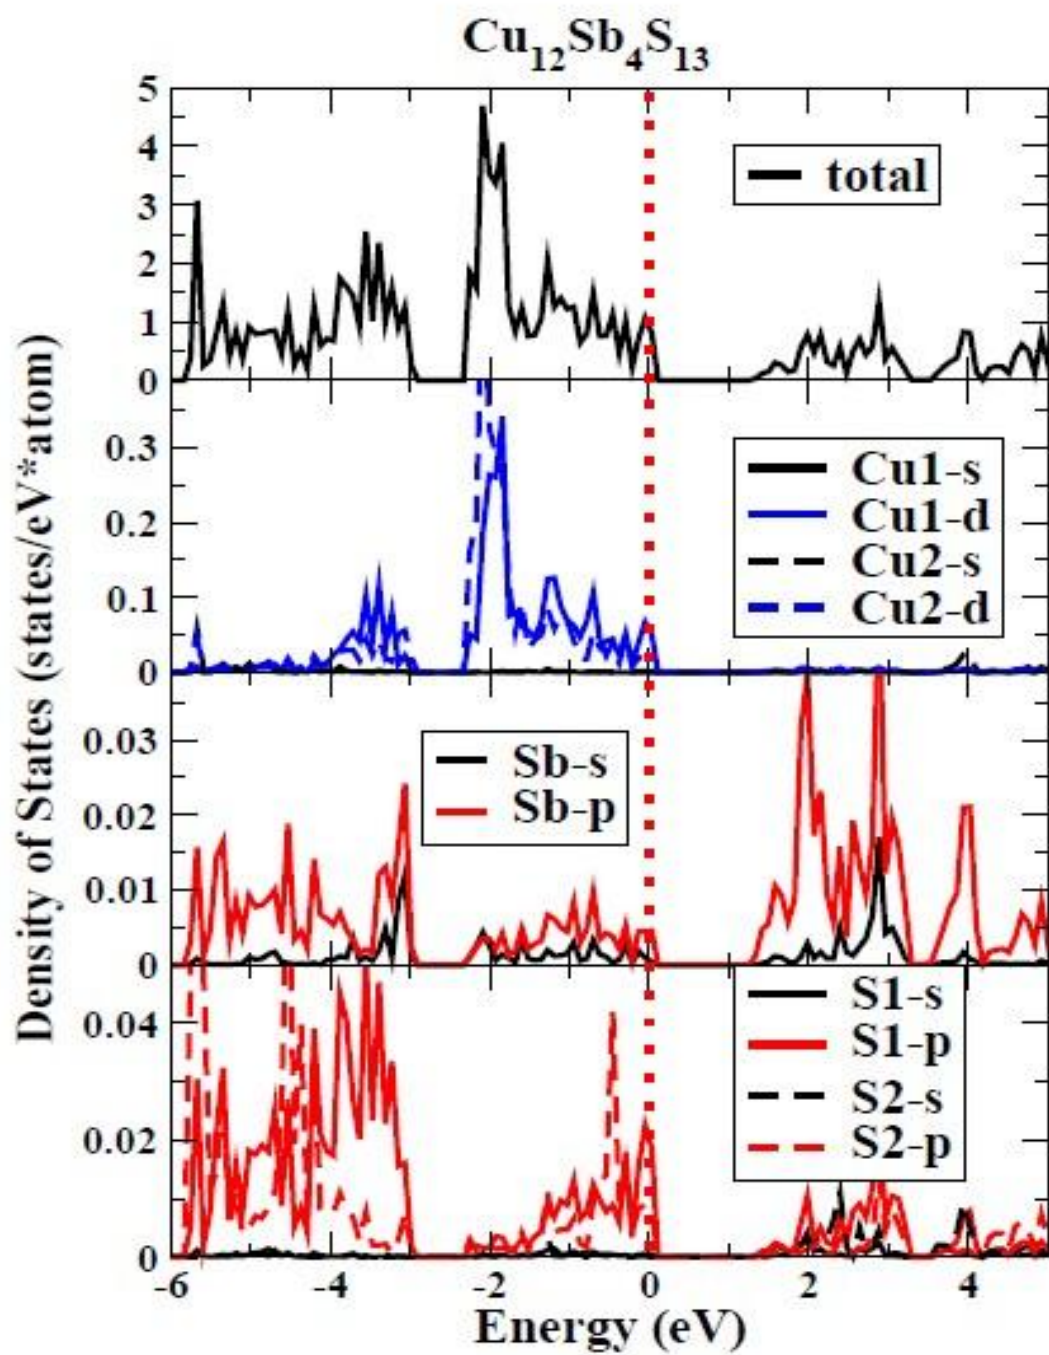 Cu12Sb4S13
Density of States (states/eV*atom)
5
4
3
2
1
0
total
0.3
0.2
0.1
0
Cu1-s
Cu1-d
Cu2-s
Cu2-d
0.03
0.02
0.01
0
Sb-s
Sb-p
0.04
0.02
0
S1-s
S1-p
S2-s
S2-p
-6 -4 -2 0 2 4
Energy (eV)